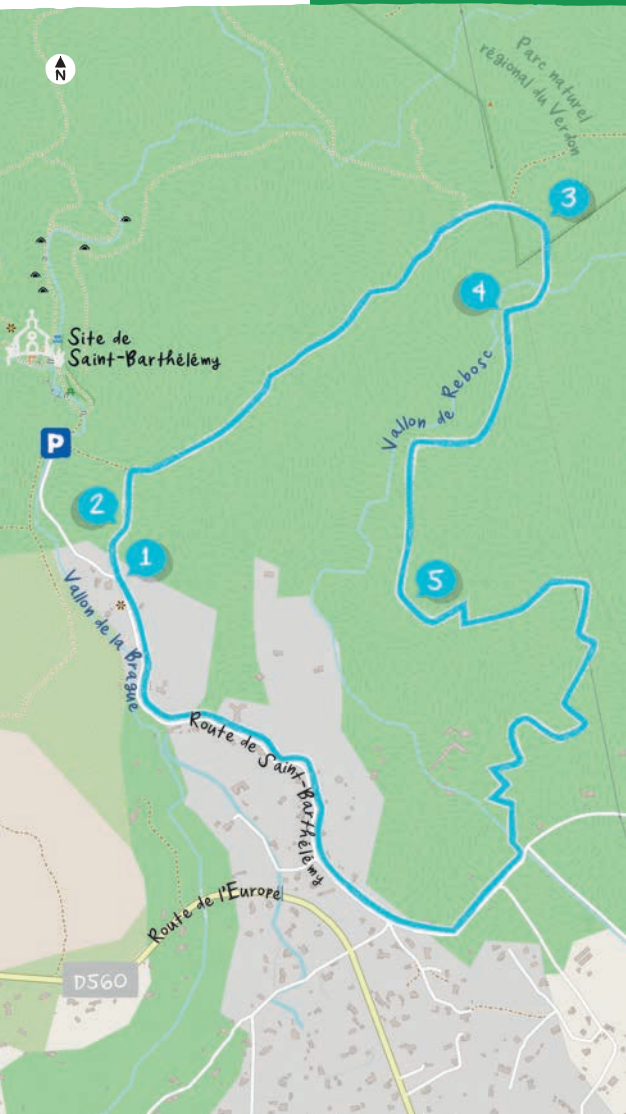 N
Parc naturel
régional du Verdon
3
4
Site de
Saint-Barthélémy
Vallon de Rebosc
P
2
1
5
Vallon de la Brague
Route de Saint-Barthélémy
Route de l'Europe
D560